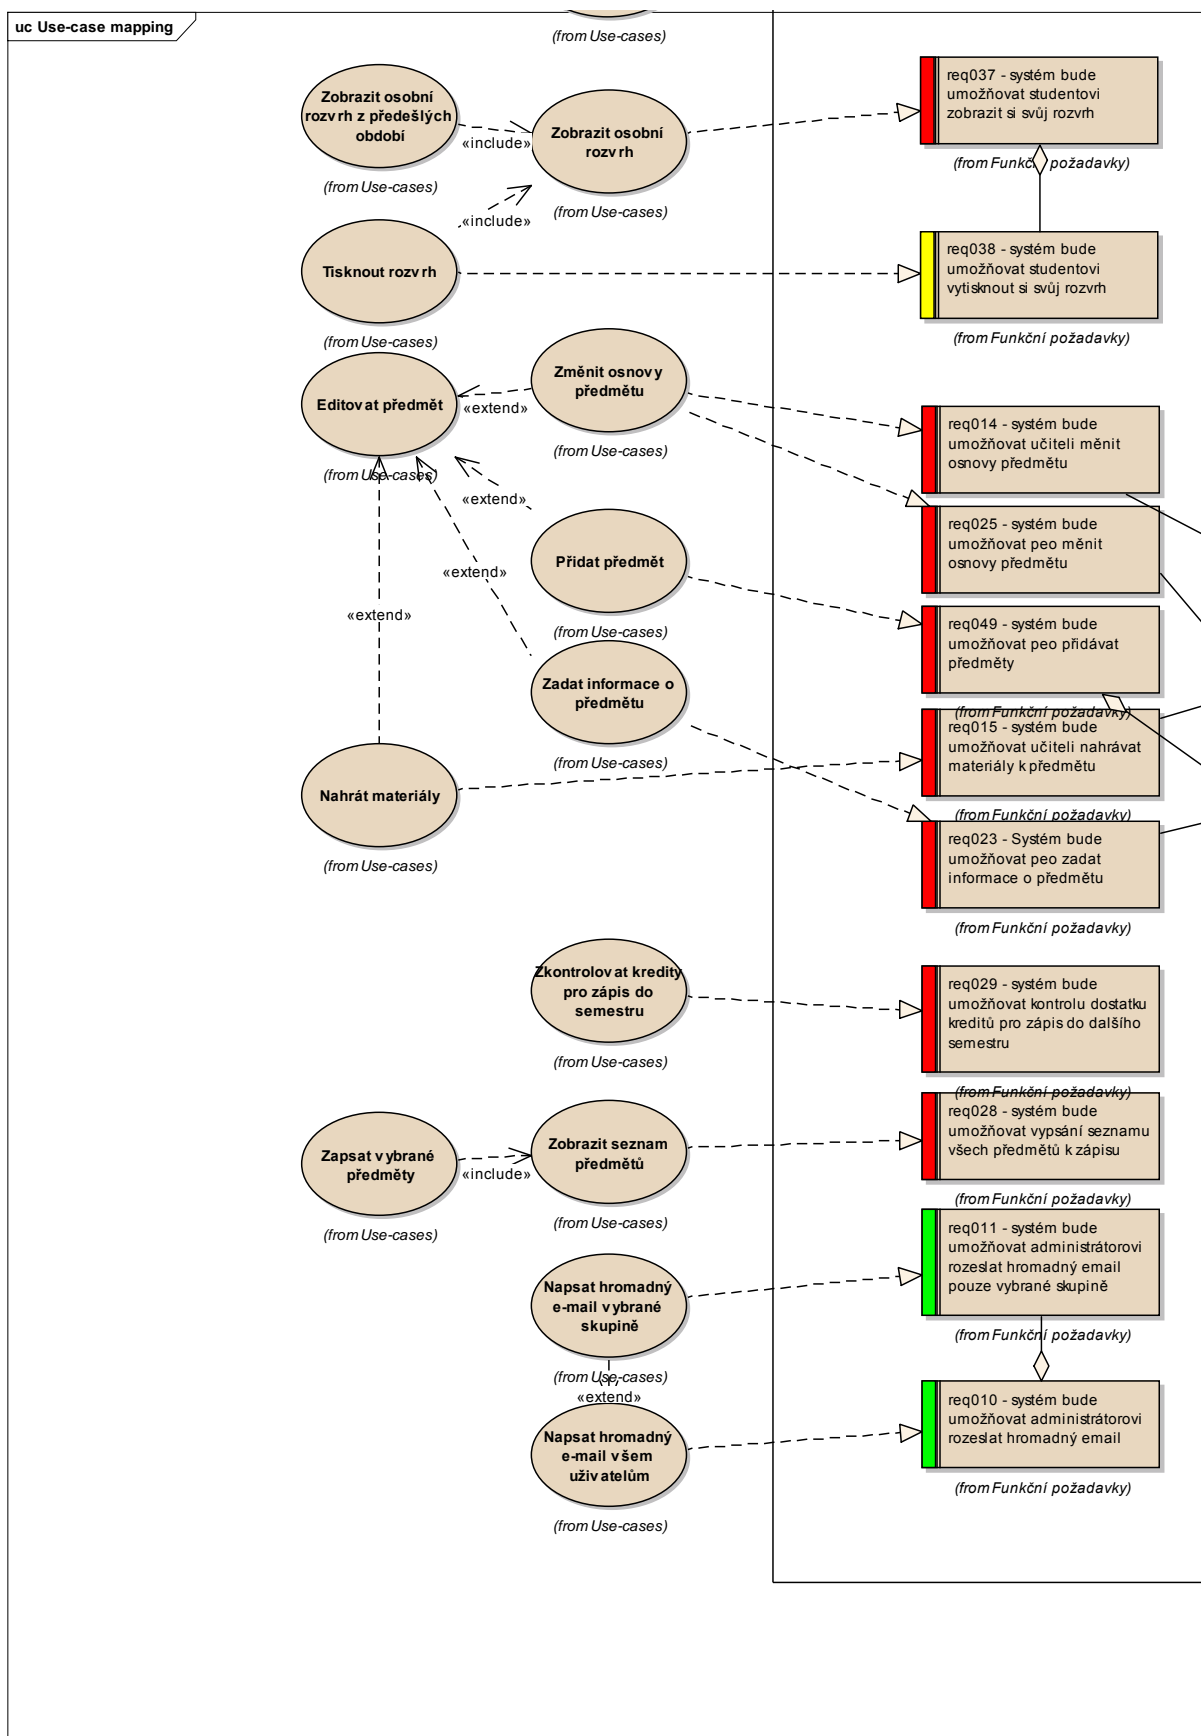 uc Use-case mapping
(from Use-cases)
Zobrazit osobní
rozvrh z předešlých
období
(from Use-cases)
«include»
Zobrazit osobní
rozvrh
(from Use-cases)
req037 - systém bude
umožňovat studentovi
zobrazit si svůj rozvrh
(from Funkční požadavky)
«include»
Tisknout rozvrh
(from Use-cases)
req038 - systém bude
umožňovat studentovi
vytisknout si svůj rozvrh
(from Funkční požadavky)
Editovat předmět
(from Use-cases)
«extend»
Změnit osnovy
předmětu
(from Use-cases)
req014 - systém bude
umožňovat učiteli měnit
osnovy předmětu
«extend»
req025 - systém bude
umožňovat peo měnit
osnovy předmětu
Přidat předmět
(from Use-cases)
«extend»
«extend»
req049 - systém bude
umožňovat peo přidávat
předměty
(from Funkční požadavky)
Zadat informace o
předmětu
(from Use-cases)
req015 - systém bude
umožňovat učiteli nahrávat
materiály k předmětu
(from Funkční požadavky)
Nahrát materiály
(from Use-cases)
req023 - Systém bude
umožňovat peo zadat
informace o předmětu
(from Funkční požadavky)
Zkontrolovat kredity
pro zápis do
semestru
(from Use-cases)
req029 - systém bude
umožňovat kontrolu dostatku
kreditů pro zápis do dalšího
semestru
(from Funkční požadavky)
Zapsat vybrané
předměty
(from Use-cases)
«include»
Zobrazit seznam
předmětů
(from Use-cases)
req028 - systém bude
umožňovat vypsání seznamu
všech předmětů k zápisu
(from Funkční požadavky)
Napsat hromadný
e-mail vybrané
skupině
(from Use-cases)
req011 - systém bude
umožňovat administrátorovi
rozeslat hromadný email
pouze vybrané skupině
(from Funkční požadavky)
«extend»
Napsat hromadný
e-mail všem
uživatelům
(from Use-cases)
req010 - systém bude
umožňovat administrátorovi
rozeslat hromadný email
(from Funkční požadavky)